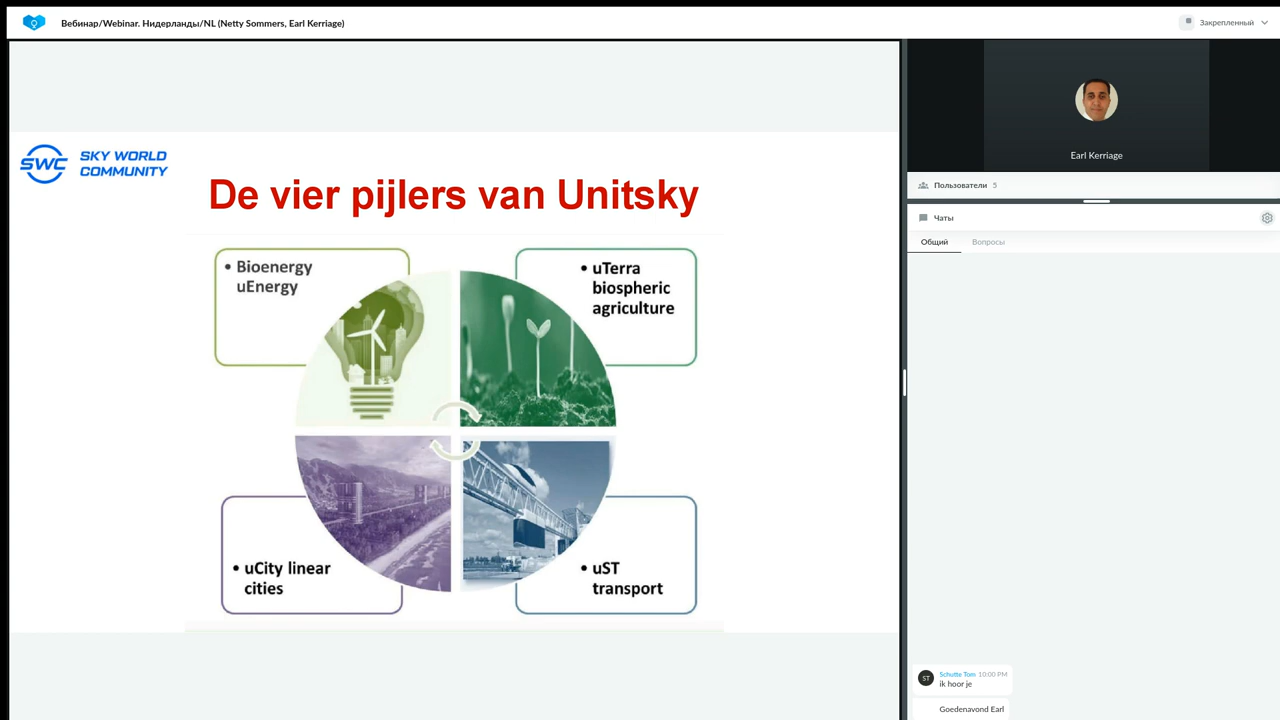 Вебинар/Webinar. Нидерланды/NL (Netty Sommers, Earl Kerriage)
Закрепленный
SWC
SKY WORLD
COMMUNITY
De vier pijlers van Unitsky
• Bioenergy
uEnergy
• uTerra
biospheric
agriculture
• uCity linear
cities
• uST
transport
Earl Kerriage
Пользователи 5
Чаты
Общий
Вопросы
ST
Schutte Tom 10:00 PM
ik hoor je
Goedenavond Earl